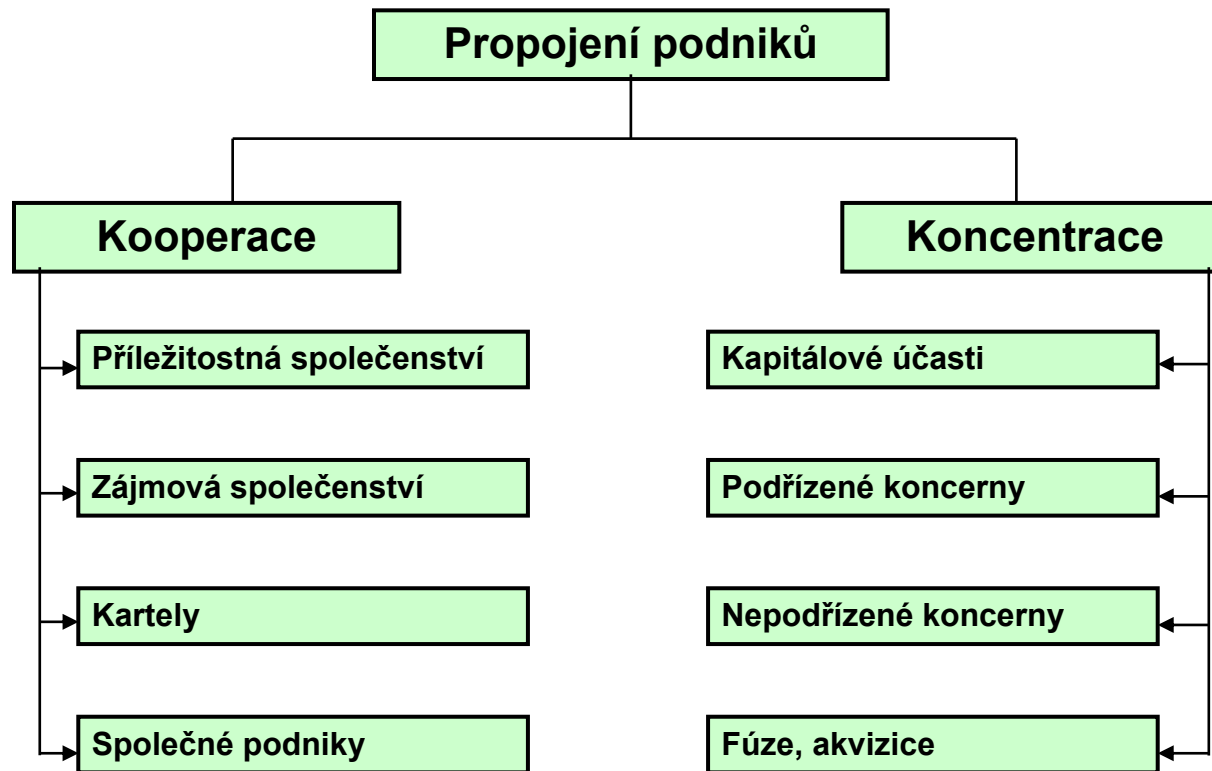 Propojení podniků
Kooperace
Koncentrace
Příležitostná společenství
Kapitálové účasti
Zájmová společenství
Podřízené koncerny
Kartely
Nepodřízené koncerny
Společné podniky
Fúze, akvizice